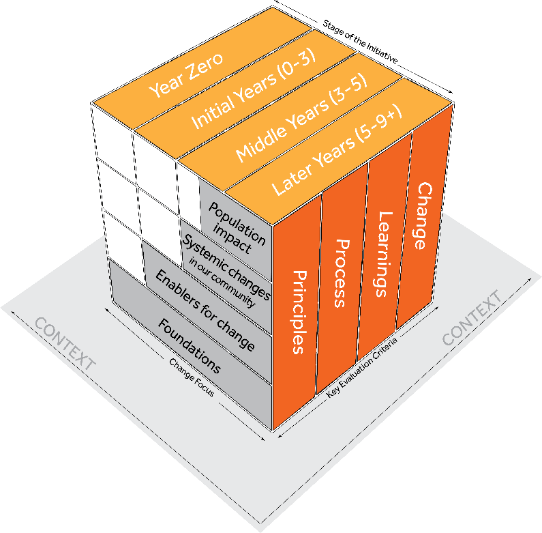 Stage of the Initiative
Year Zero
Initial Years (0-3)
Middle Years (3-5)
Later Years (5-9+)
Population
impact
Systemic changes
in our community
Enablers for change
Foundations
Principles
Process
Learnings
Change
Change Focus
Key Evaluation Criteria
CONTEXT
CONTEXT